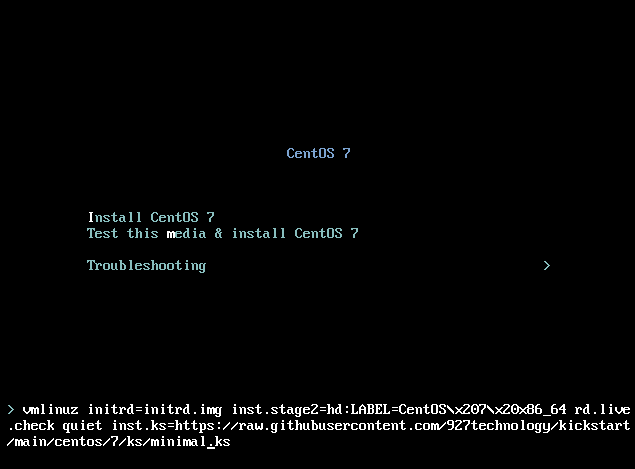 CentOS 7
Install CentOS 7
Test this media & install CentOS 7
Troubleshooting >
> vmlinuz initrd=initrd.img inst.stage2=hd:LABEL=CentOS\x207\x20x86_64 rd.live
.check quiet inst.ks=https://raw.githubusercontent.com/927technology/kickstart
/main/centos/7/ks/minimal.ks